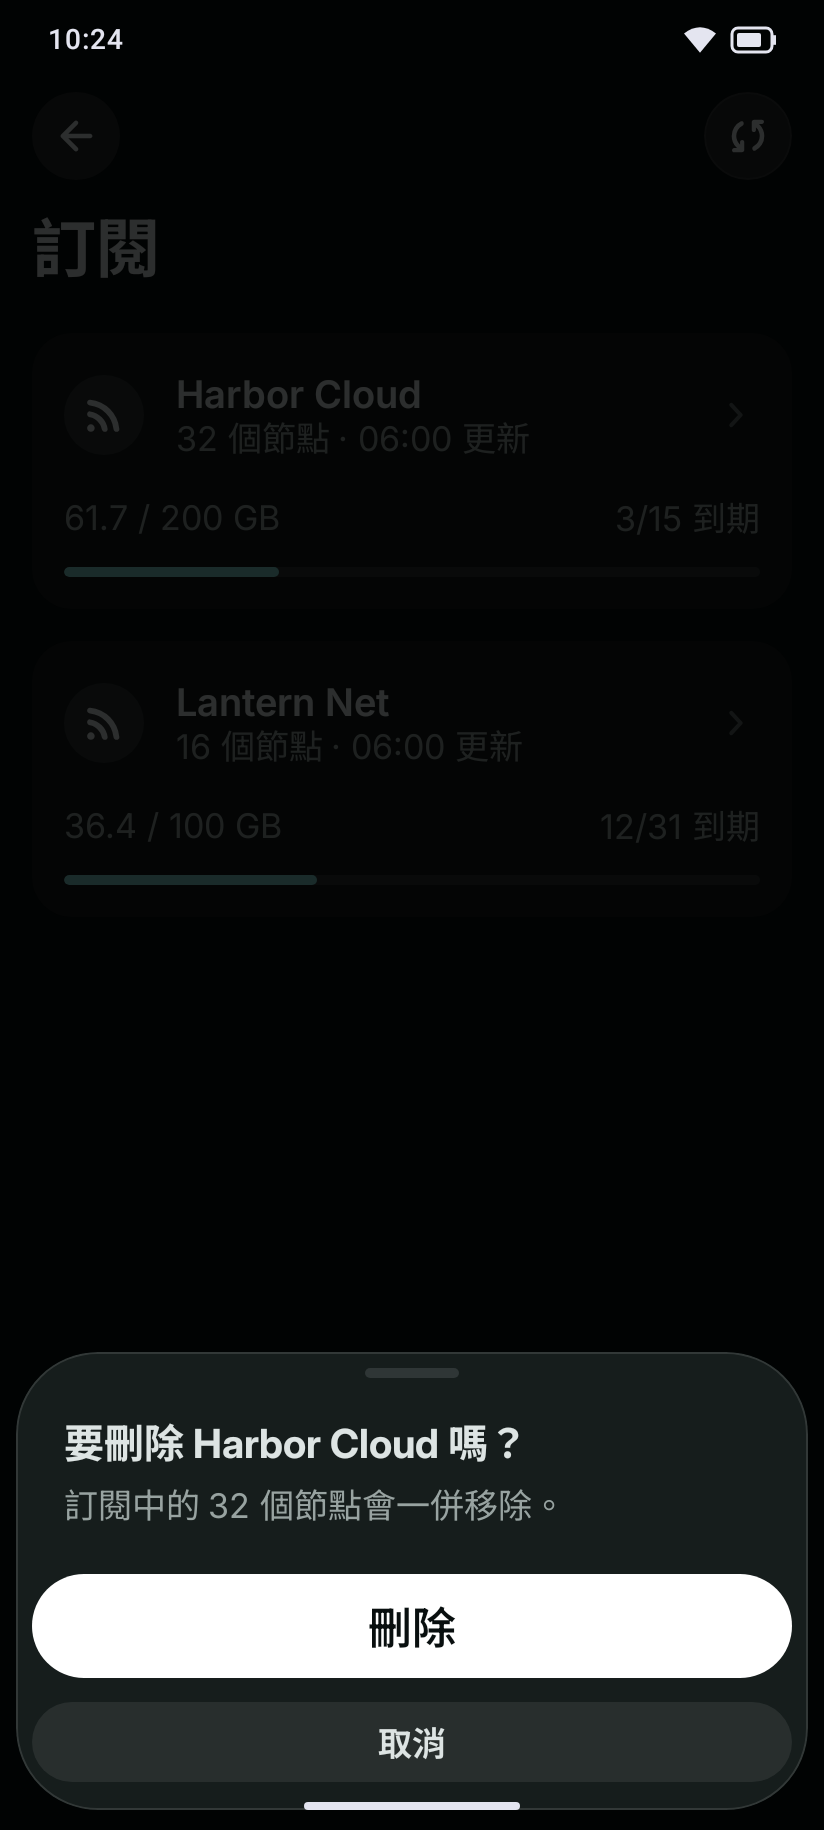 10:24
訂閱
Harbor Cloud
32 個節點 · 06:00 更新
61.7 / 200 GB
3/15 到期
Lantern Net
16 個節點 · 06:00 更新
36.4 / 100 GB
12/31 到期
要刪除 Harbor Cloud 嗎？
訂閱中的 32 個節點會一併移除。
刪除
取消